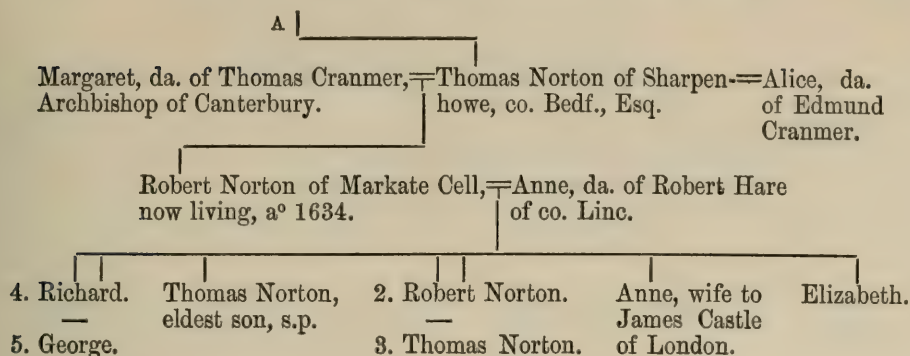 A
Margaret, da. of Thomas Cranmer,
Archbishop of Canterbury.
Thomas Norton of Sharpen-
howe, co. Bedf., Esq.
Alice, da.
of Edmund
Cranmer.
Robert Norton of Markate Cell,
now living, aº 1634.
Anne, da. of Robert Hare
of co. Linc.
4. Richard.
—
5. George.
Thomas Norton,
eldest son, s.p.
2. Robert Norton.
—
3. Thomas Norton.
Anne, wife to
James Castle
of London.
Elizabeth.